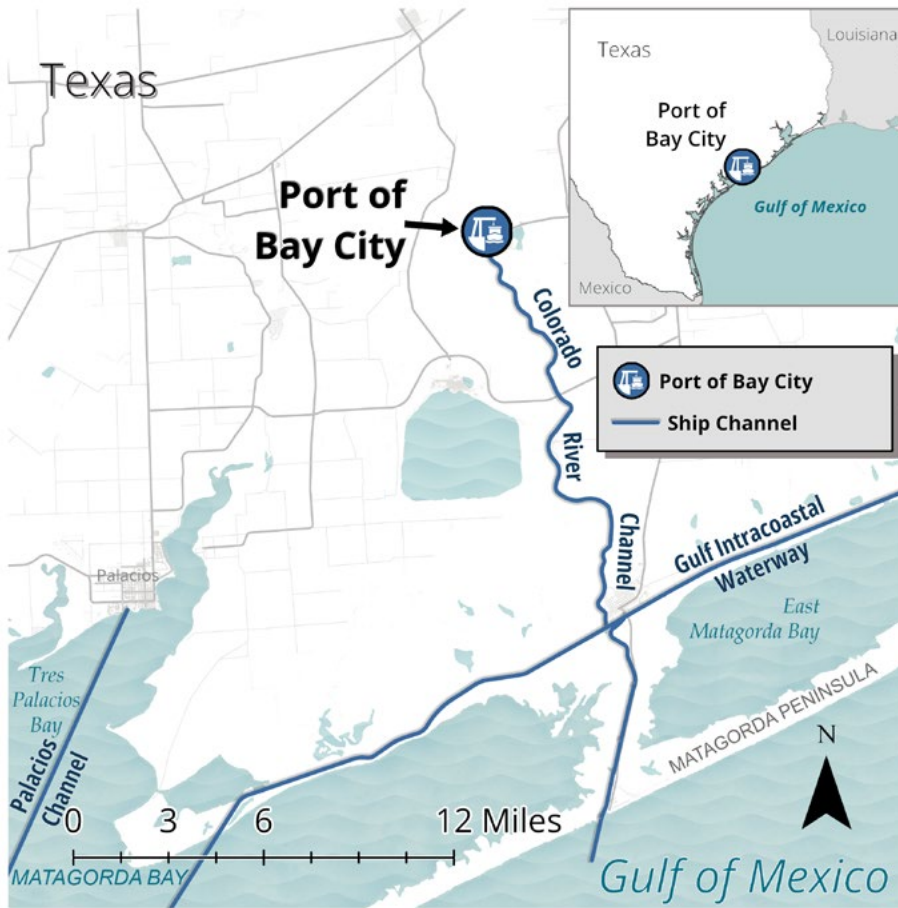 Texas
Port of
Bay City
Texas
Louisiana
Port of
Bay City
Gulf of Mexico
Mexico
Port of Bay City
Ship Channel
Colorado
River
Channel
Gulf Intracoastal
Waterway
East
Matagorda Bay
Palacios
Tres
Palacios
Bay
Palacios
Channel
MATAGORDA PENÍNSULA
N
0 3 6 12 Miles
MATAGORDA BAY
Gulf of Mexico